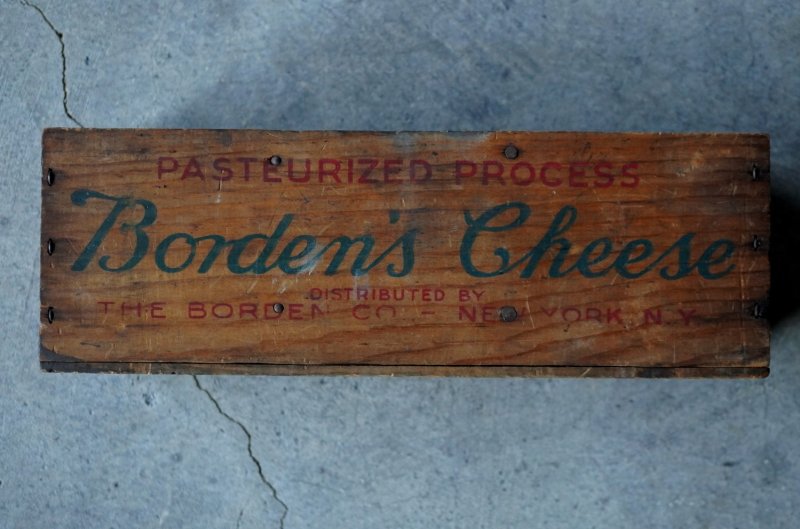 PASTEURIZED PROCESS
Borden's Cheese
DISTRIBUTED BY
THE BORDEN CO - NEW YORK N.Y.